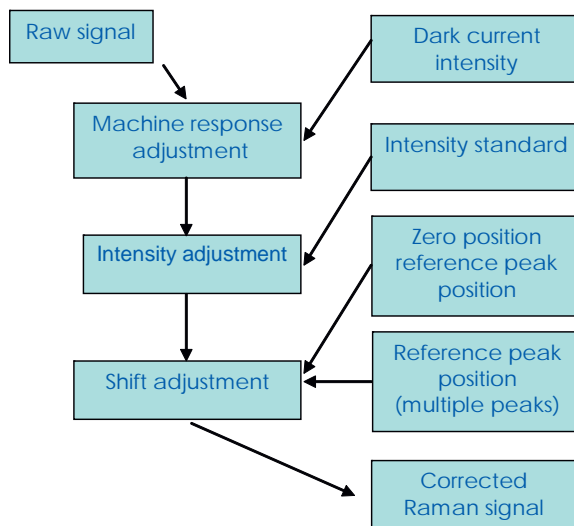 Raw signal
Dark current
intensity
Machine response
adjustment
Intensity standard
Intensity adjustment
Zero position
reference peak
position
Shift adjustment
Reference peak
position
(multiple peaks)
Corrected
Raman signal